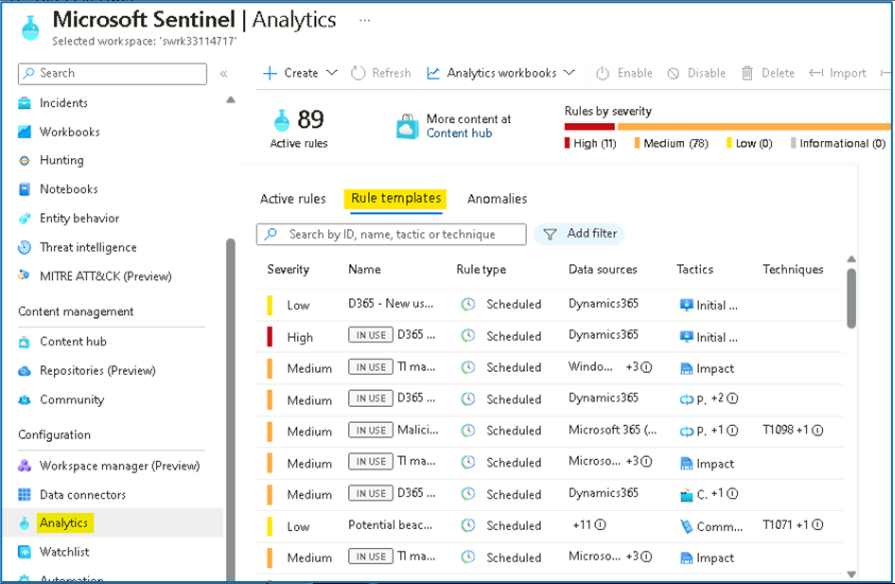 Microsoft Sentinel | Analytics ...
Selected workspace: 'swrk33114717'
Search
«
Incidents
Workbooks
Hunting
Notebooks
Entity behavior
Threat intelligence
MITRE ATT&CK (Preview)
Content management
Content hub
Repositories (Preview)
Community
Configuration
Workspace manager (Preview)
Data connectors
Analytics
Watchlist
Automation
+ Create Refresh Analytics workbooks Enable Disable Delete Import
89
Active rules
More content at
Content hub
Rules by severity
High (11) Medium (78) Low (0) Informational (0)
Active rules Rule templates Anomalies
Search by ID, name, tactic or technique Add filter
Severity Name Rule type Data sources Tactics Techniques
Low D365 - New us... Scheduled Dynamics365 Initial ...
High IN USE D365 ... Scheduled Dynamics365 Initial ...
Medium IN USE TI ma... Scheduled Windo... +3 Impact
Medium IN USE D365 ... Scheduled Dynamics365 P. +2
Medium IN USE Malici... Scheduled Microsoft 365 (... P. +1 T1098 +1
Medium IN USE TI ma... Scheduled Microso... +3 Impact
Medium IN USE D365 ... Scheduled Dynamics365 C. +1
Low Potential beac... Scheduled +11 Comm... T1071 +1
Medium IN USE TI ma... Scheduled Microso... +3 Impact